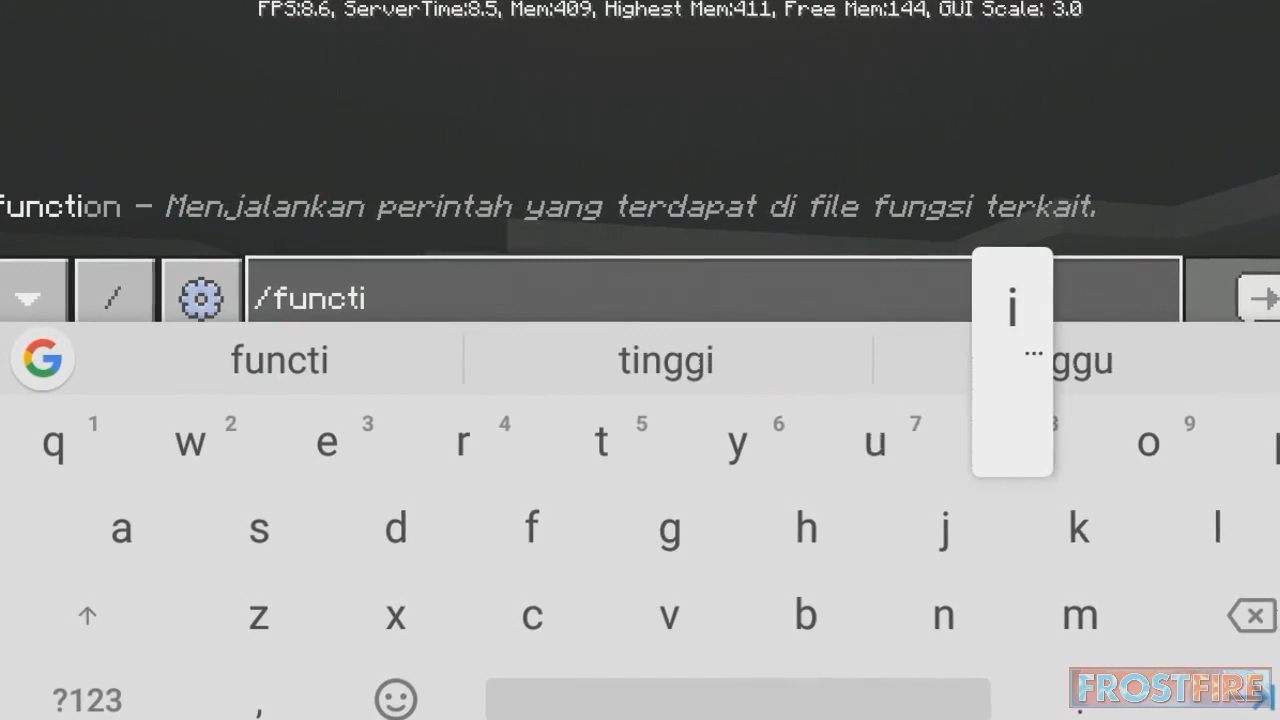 FPS:8.6, ServerTime:8.5, Mem:409, Highest Mem:411, Free Mem:144, GUI Scale: 3.0
function - Menjalankan perintah yang terdapat di file fungsi terkait.
/ /functi
i
functi tinggi ggu
q 1 w 2 e 3 r 4 t 5 y 6 u 7 o 9
a s d f g h j k l
z x c v b n m
?123 , .
FROSTFIRE